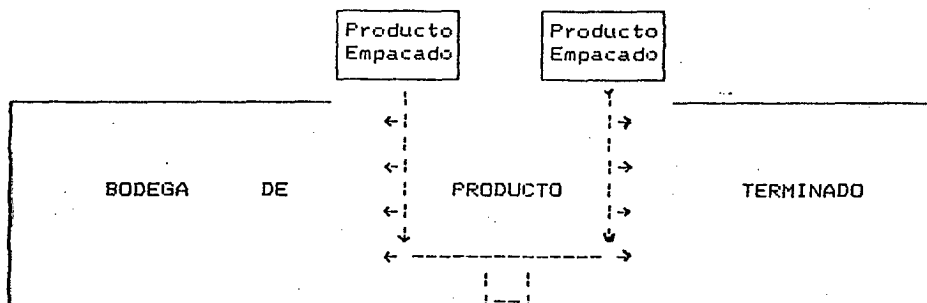 Producto
Empacado
Producto
Empacado
BODEGA DE PRODUCTO TERMINADO